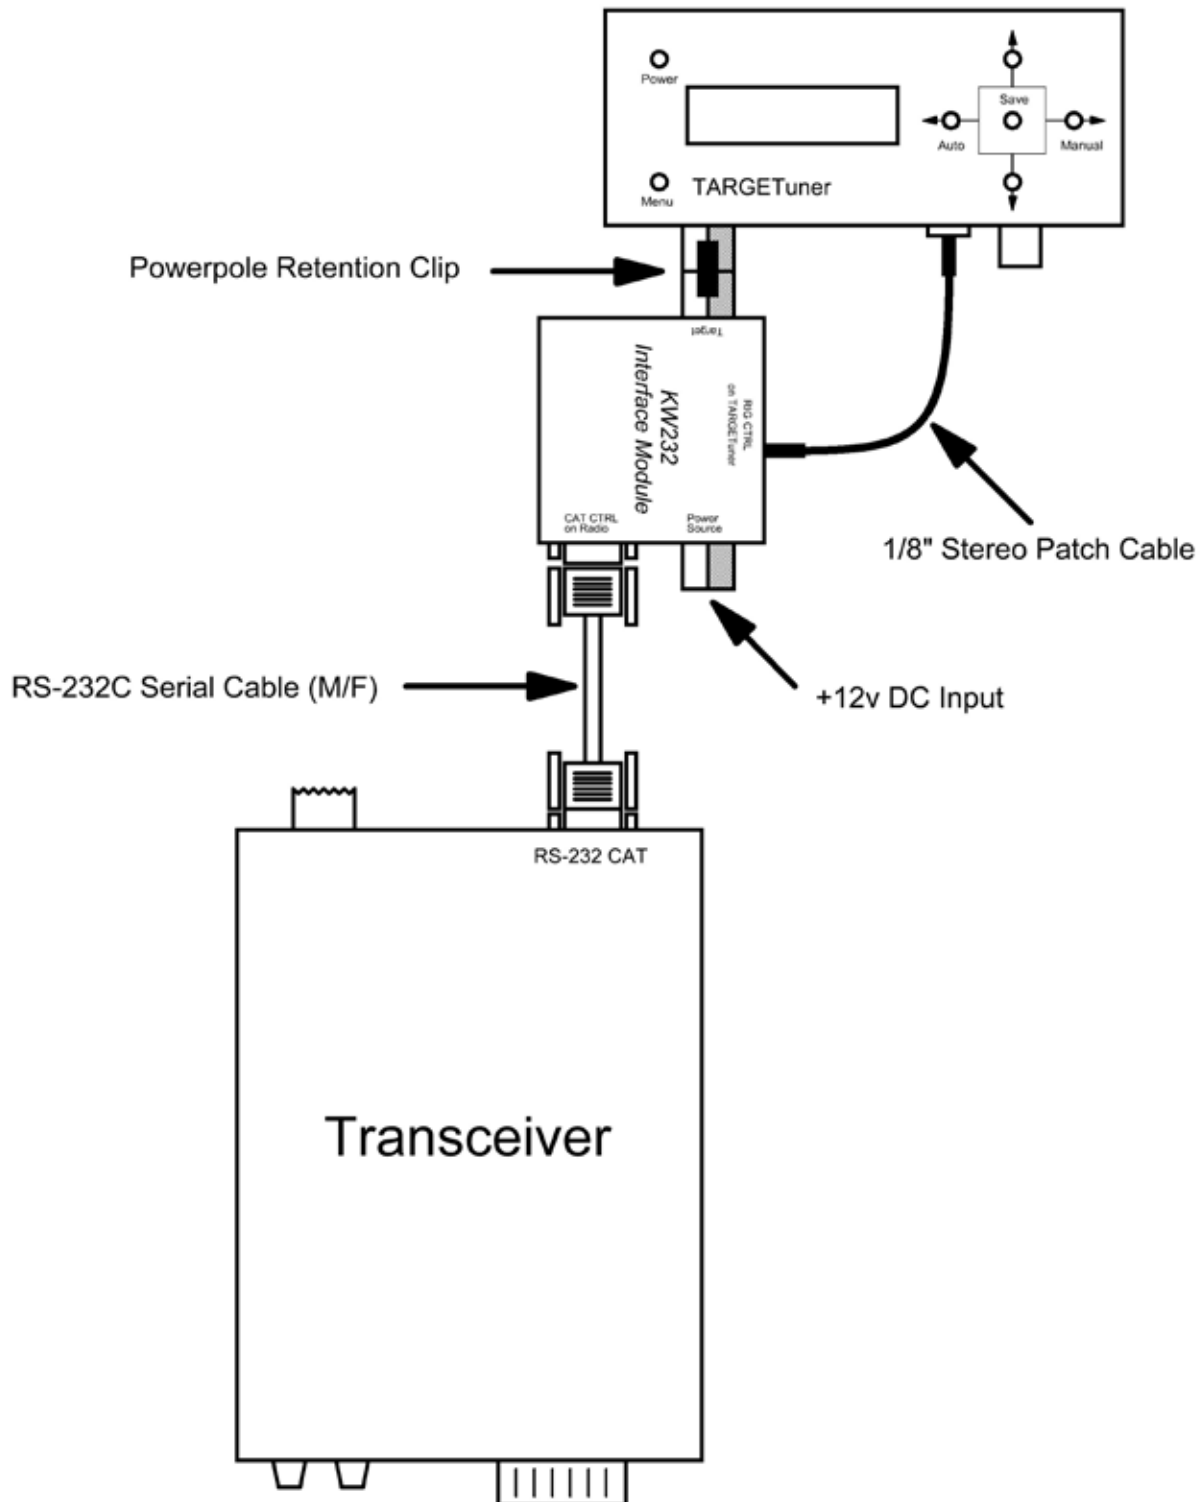 Power
Save
Auto
Manual
Menu
TARGETuner
Powerpole Retention Clip
Target
KW232
Interface Module
RIG CTRL
on TARGETuner
CAT CTRL
on Radio
Power
Source
1/8" Stereo Patch Cable
RS-232C Serial Cable (M/F)
+12v DC Input
RS-232 CAT
Transceiver